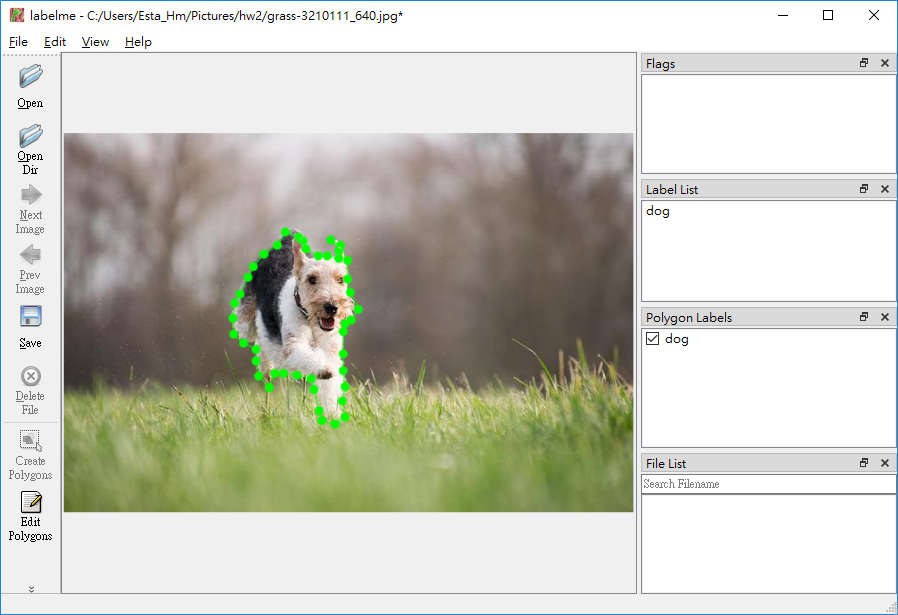 labelme - C:/Users/Esta_Hm/Pictures/hw2/grass-3210111_640.jpg*
File Edit View Help
Open
Open
Dir
Next
Image
Prev
Image
Save
Delete
File
Create
Polygons
Edit
Polygons
Flags
Label List
dog
Polygon Labels
dog
File List
Search Filename